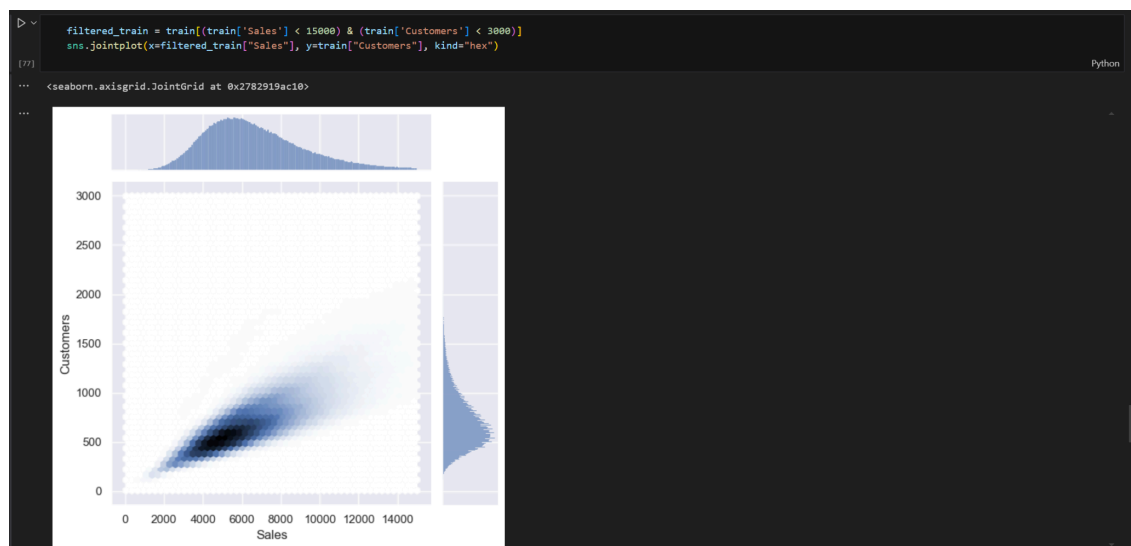 filtered_train = train[(train['Sales'] < 15000) & (train['Customers'] < 3000)]
sns.jointplot(x=filtered_train["Sales"], y=train["Customers"], kind="hex")
[77]
Python
... <seaborn.axisgrid.JointGrid at 0x2782919ac10>
...
3000
2500
2000
1500
1000
500
0
Customers
0 2000 4000 6000 8000 10000 12000 14000
Sales